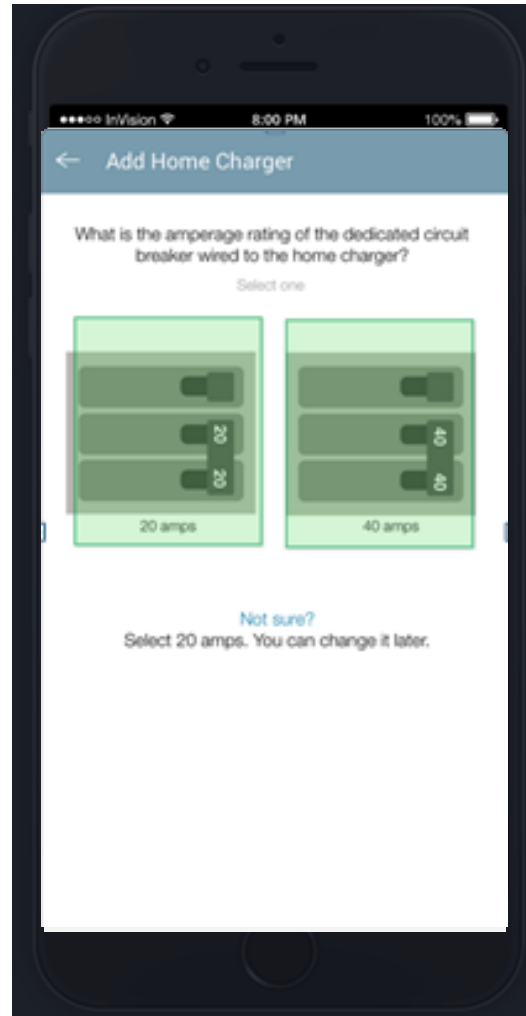 InVision 8:00 PM 100%
Add Home Charger
What is the amperage rating of the dedicated circuit
breaker wired to the home charger?
Select one
20 40
20 40
20 amps 40 amps
Not sure?
Select 20 amps. You can change it later.